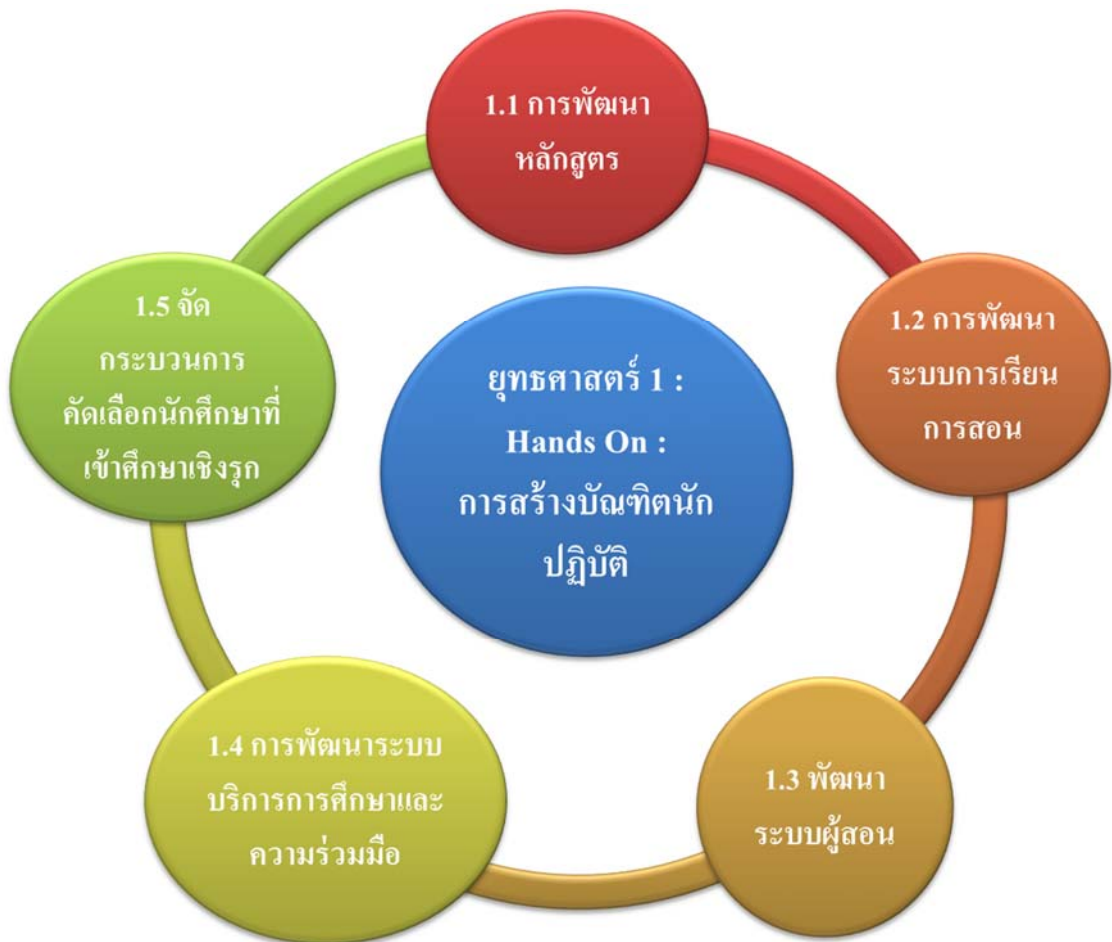 1.1 การพัฒนา
หลักสูตร
1.2 การพัฒนา
ระบบการเรียน
การสอน
1.3 พัฒนา
ระบบผู้สอน
1.4 การพัฒนาระบบ
บริการการศึกษาและ
ความร่วมมือ
1.5 จัด
กระบวนการ
คัดเลือกนักศึกษาที่
เข้าศึกษาเชิงรุก
ยุทธศาสตร์ 1 :
Hands On :
การสร้างบัณฑิตนัก
ปฏิบัติ